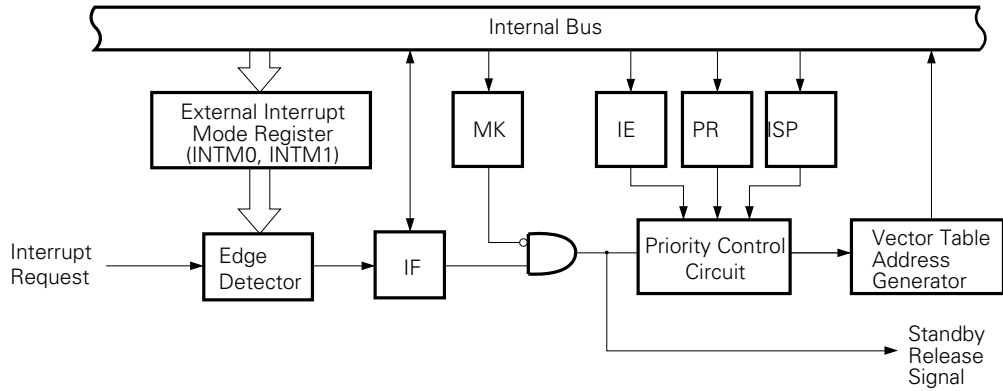 Internal Bus
External Interrupt
Mode Register
(INTM0, INTM1)
MK
IE
PR
ISP
Interrupt
Request
Edge
Detector
IF
Priority Control
Circuit
Vector Table
Address
Generator
Standby
Release
Signal